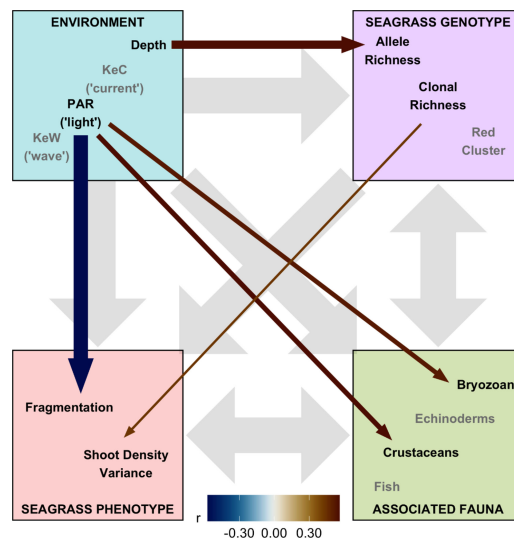 ENVIRONMENT
Depth
KeC
('current')
PAR
('light')
KeW
('wave')
SEAGRASS GENOTYPE
Allele
Richness
Clonal
Richness
Red
Cluster
Fragmentation
Shoot Density
Variance
SEAGRASS PHENOTYPE
Bryozoan
Echinoderms
Crustaceans
Fish
ASSOCIATED FAUNA
r
-0.30 0.00 0.30